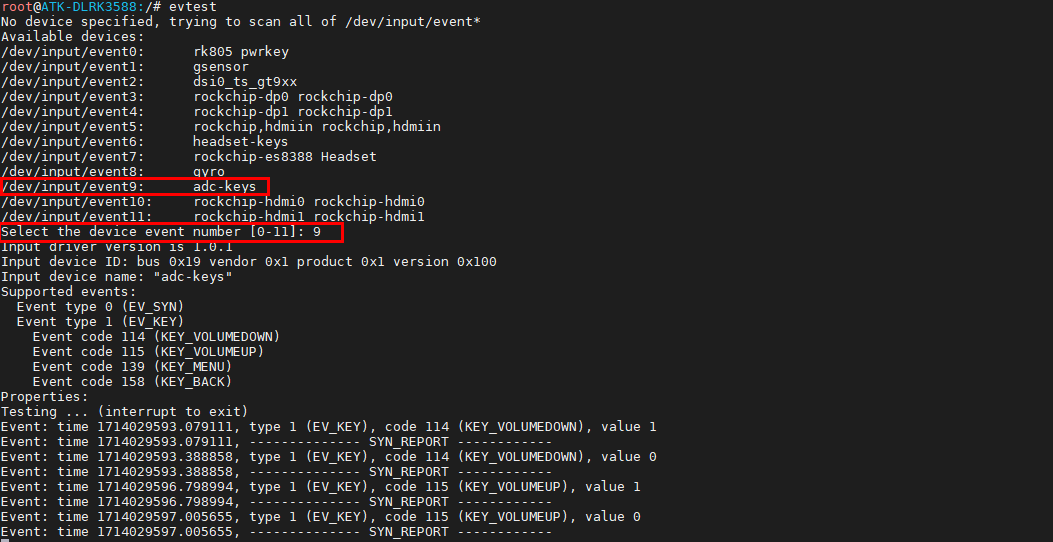 root@ATK-DLRK3588:/# evtest
No device specified, trying to scan all of /dev/input/event*
Available devices:
/dev/input/event0:      rk805 pwrkey
/dev/input/event1:      gsensor
/dev/input/event2:      dsi0_ts_gt9xx
/dev/input/event3:      rockchip-dp0 rockchip-dp0
/dev/input/event4:      rockchip-dp1 rockchip-dp1
/dev/input/event5:      rockchip,hdmiin rockchip,hdmiin
/dev/input/event6:      headset-keys
/dev/input/event7:      rockchip-es8388 Headset
/dev/input/event8:      gyro
/dev/input/event9:      adc-keys
/dev/input/event10:     rockchip-hdmi0 rockchip-hdmi0
/dev/input/event11:     rockchip-hdmi1 rockchip-hdmi1
Select the device event number [0-11]: 9
Input driver version is 1.0.1
Input device ID: bus 0x19 vendor 0x1 product 0x1 version 0x100
Input device name: "adc-keys"
Supported events:
  Event type 0 (EV_SYN)
  Event type 1 (EV_KEY)
    Event code 114 (KEY_VOLUMEDOWN)
    Event code 115 (KEY_VOLUMEUP)
    Event code 139 (KEY_MENU)
    Event code 158 (KEY_BACK)
Properties:
Testing ... (interrupt to exit)
Event: time 1714029593.079111, type 1 (EV_KEY), code 114 (KEY_VOLUMEDOWN), value 1
Event: time 1714029593.079111, -------------- SYN_REPORT ------------
Event: time 1714029593.388858, type 1 (EV_KEY), code 114 (KEY_VOLUMEDOWN), value 0
Event: time 1714029593.388858, -------------- SYN_REPORT ------------
Event: time 1714029596.798994, type 1 (EV_KEY), code 115 (KEY_VOLUMEUP), value 1
Event: time 1714029596.798994, -------------- SYN_REPORT ------------
Event: time 1714029597.005655, type 1 (EV_KEY), code 115 (KEY_VOLUMEUP), value 0
Event: time 1714029597.005655, -------------- SYN_REPORT ------------